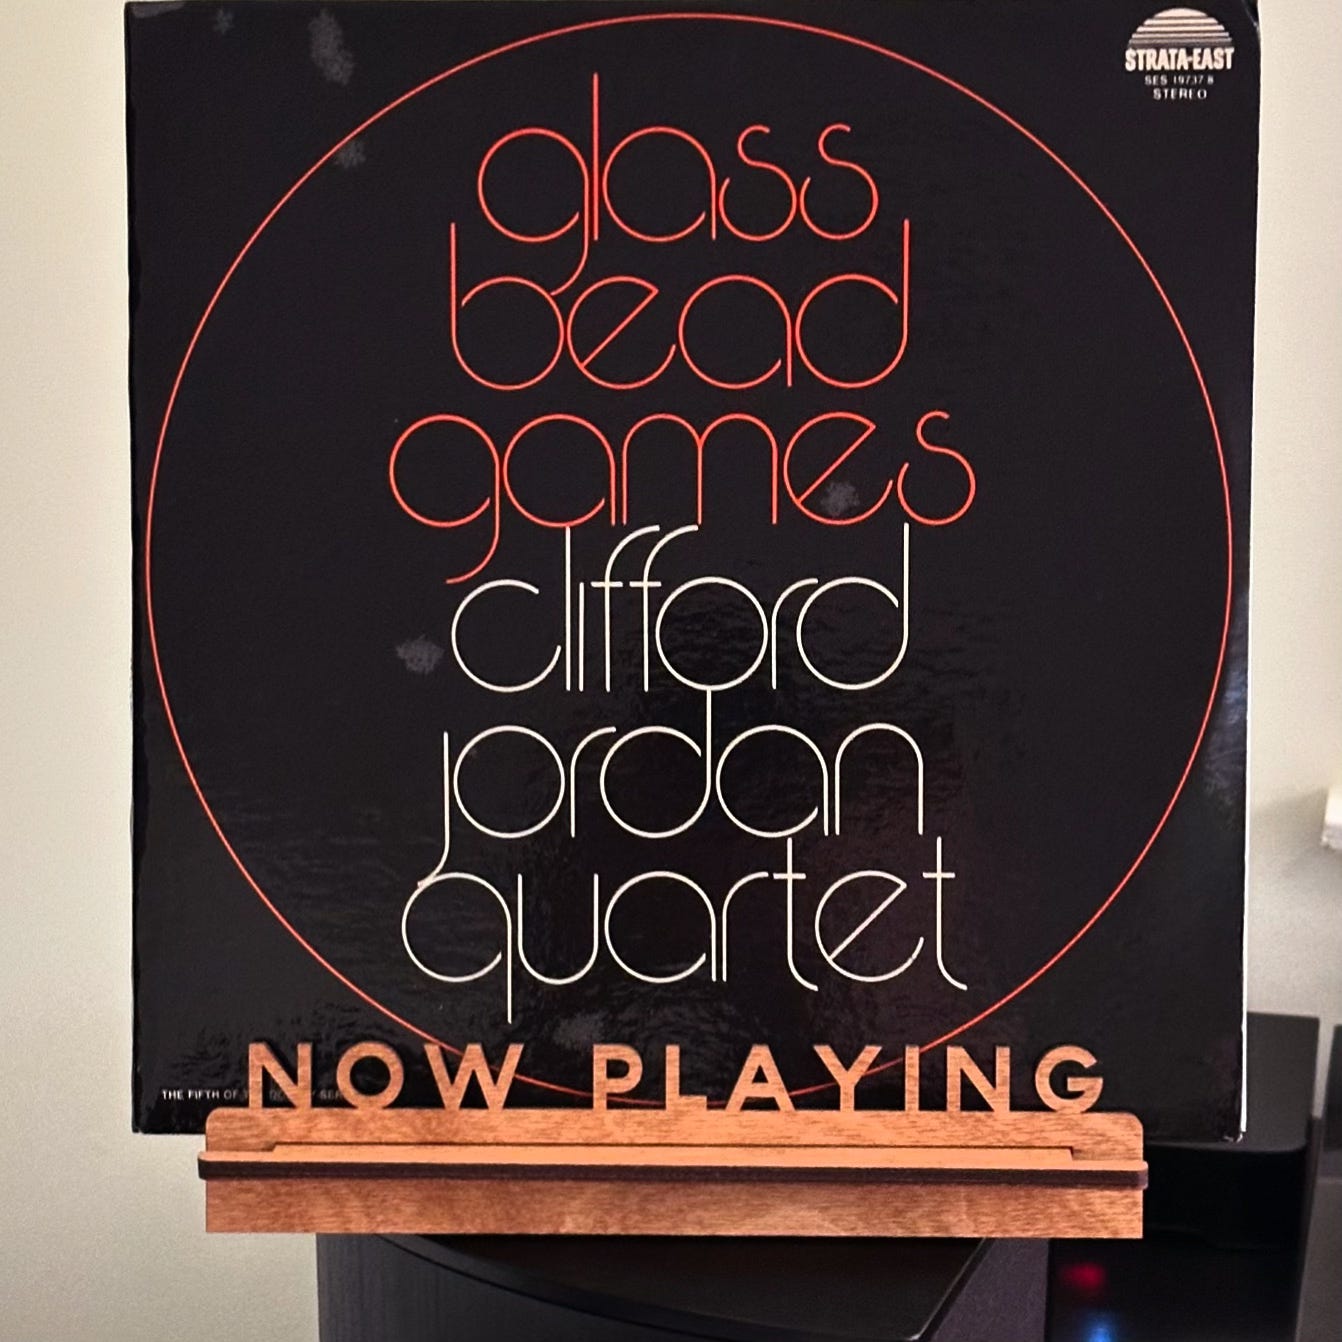 STRATA-EAST
SES 19737 8
STEREO
glass
bead
games
clifford
jordan
quartet
THE FIFTH OF
NOW PLAYING